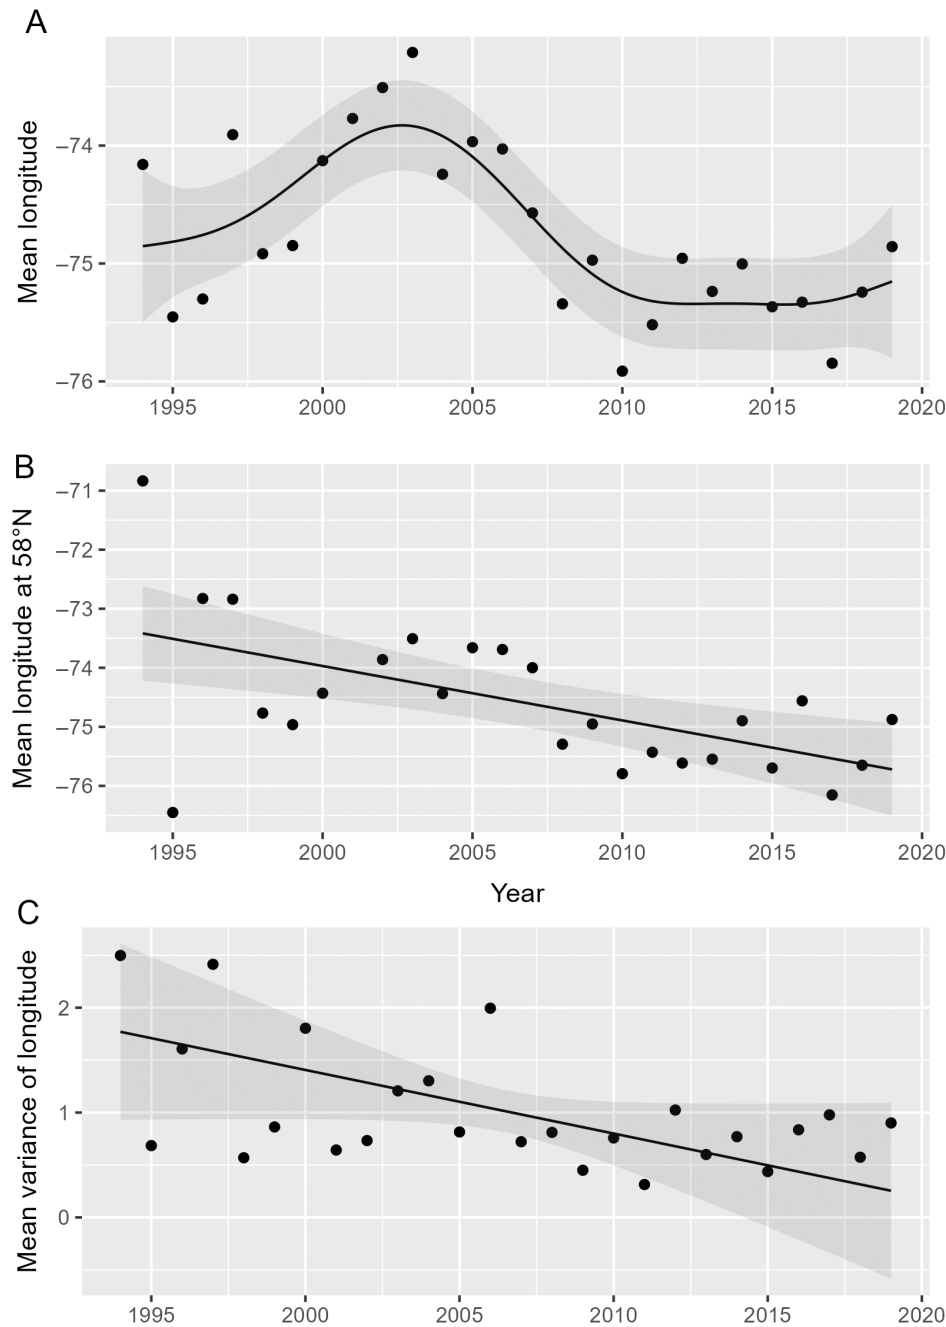 A
Mean longitude
–74
–75
–76
1995 2000 2005 2010 2015 2020
B
Mean longitude at 58°N
–71
–72
–73
–74
–75
–76
1995 2000 2005 2010 2015 2020
Year
C
Mean variance of longitude
2
1
0
1995 2000 2005 2010 2015 2020